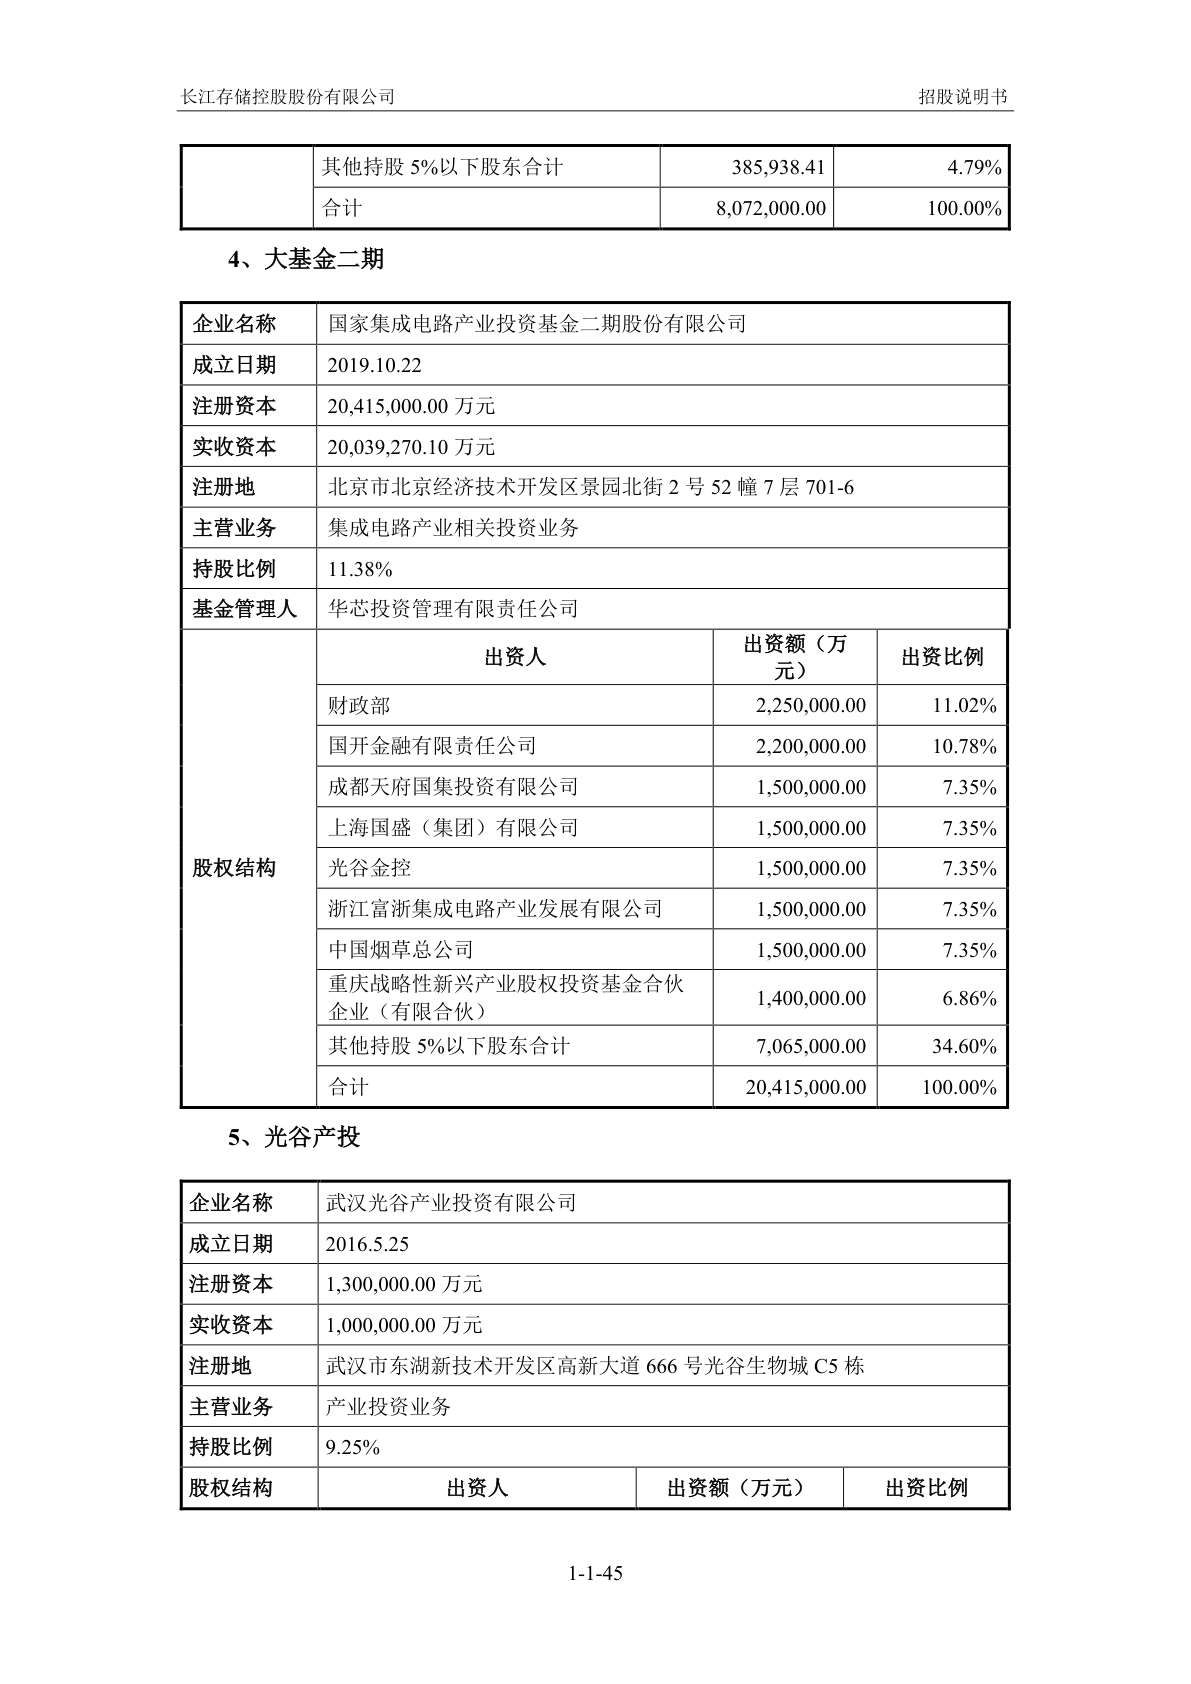 长江存储控股股份有限公司 招股说明书
其他持股 5%以下股东合计 385,938.41 4.79%
合计 8,072,000.00 100.00%
4、大基金二期
企业名称 国家集成电路产业投资基金二期股份有限公司
成立日期 2019.10.22
注册资本 20,415,000.00 万元
实收资本 20,039,270.10 万元
注册地 北京市北京经济技术开发区景园北街 2 号 52 幢 7 层 701-6
主营业务 集成电路产业相关投资业务
持股比例 11.38%
基金管理人 华芯投资管理有限责任公司
股权结构
出资人 出资额（万
元） 出资比例
财政部 2,250,000.00 11.02%
国开金融有限责任公司 2,200,000.00 10.78%
成都天府国集投资有限公司 1,500,000.00 7.35%
上海国盛（集团）有限公司 1,500,000.00 7.35%
光谷金控 1,500,000.00 7.35%
浙江富浙集成电路产业发展有限公司 1,500,000.00 7.35%
中国烟草总公司 1,500,000.00 7.35%
重庆战略性新兴产业股权投资基金合伙
企业（有限合伙） 1,400,000.00 6.86%
其他持股 5%以下股东合计 7,065,000.00 34.60%
合计 20,415,000.00 100.00%
5、光谷产投
企业名称 武汉光谷产业投资有限公司
成立日期 2016.5.25
注册资本 1,300,000.00 万元
实收资本 1,000,000.00 万元
注册地 武汉市东湖新技术开发区高新大道 666 号光谷生物城 C5 栋
主营业务 产业投资业务
持股比例 9.25%
股权结构 出资人 出资额（万元） 出资比例
1-1-45